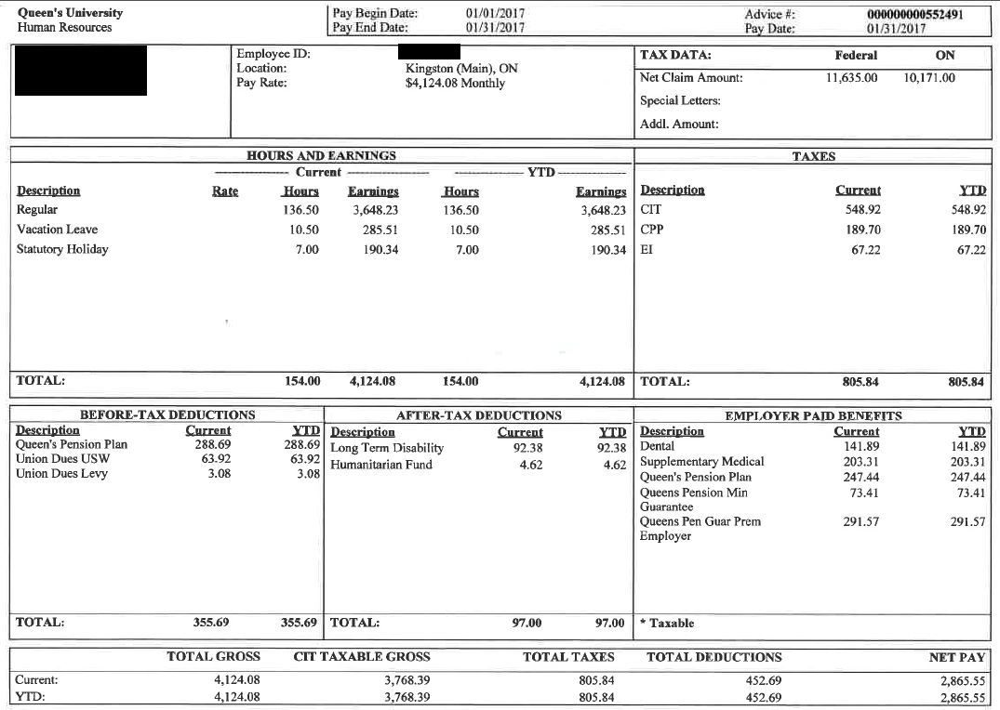 Queen's University
Human Resources
Pay Begin Date: 01/01/2017
Pay End Date: 01/31/2017
Advice #: 000000000552491
Pay Date: 01/31/2017
Employee ID:
Location: Kingston (Main), ON
Pay Rate: $4,124.08 Monthly
TAX DATA: Federal ON
Net Claim Amount: 11,635.00 10,171.00
Special Letters:
Addl. Amount:
HOURS AND EARNINGS
Current YTD
Description Rate Hours Earnings Hours Earnings
Regular 136.50 3,648.23 136.50 3,648.23
Vacation Leave 10.50 285.51 10.50 285.51
Statutory Holiday 7.00 190.34 7.00 190.34
TOTAL: 154.00 4,124.08 154.00 4,124.08
TAXES
Description Current YTD
CIT 548.92 548.92
CPP 189.70 189.70
EI 67.22 67.22
TOTAL: 805.84 805.84
BEFORE-TAX DEDUCTIONS
Description Current YTD
Queen's Pension Plan 288.69 288.69
Union Dues USW 63.92 63.92
Union Dues Levy 3.08 3.08
TOTAL: 355.69 355.69
AFTER-TAX DEDUCTIONS
Description Current YTD
Long Term Disability 92.38 92.38
Humanitarian Fund 4.62 4.62
TOTAL: 97.00 97.00
EMPLOYER PAID BENEFITS
Description Current YTD
Dental 141.89 141.89
Supplementary Medical 203.31 203.31
Queen's Pension Plan 247.44 247.44
Queens Pension Min 73.41 73.41
Guarantee
Queens Pen Guar Prem 291.57 291.57
Employer
* Taxable
TOTAL GROSS CIT TAXABLE GROSS TOTAL TAXES TOTAL DEDUCTIONS NET PAY
Current: 4,124.08 3,768.39 805.84 452.69 2,865.55
YTD: 4,124.08 3,768.39 805.84 452.69 2,865.55